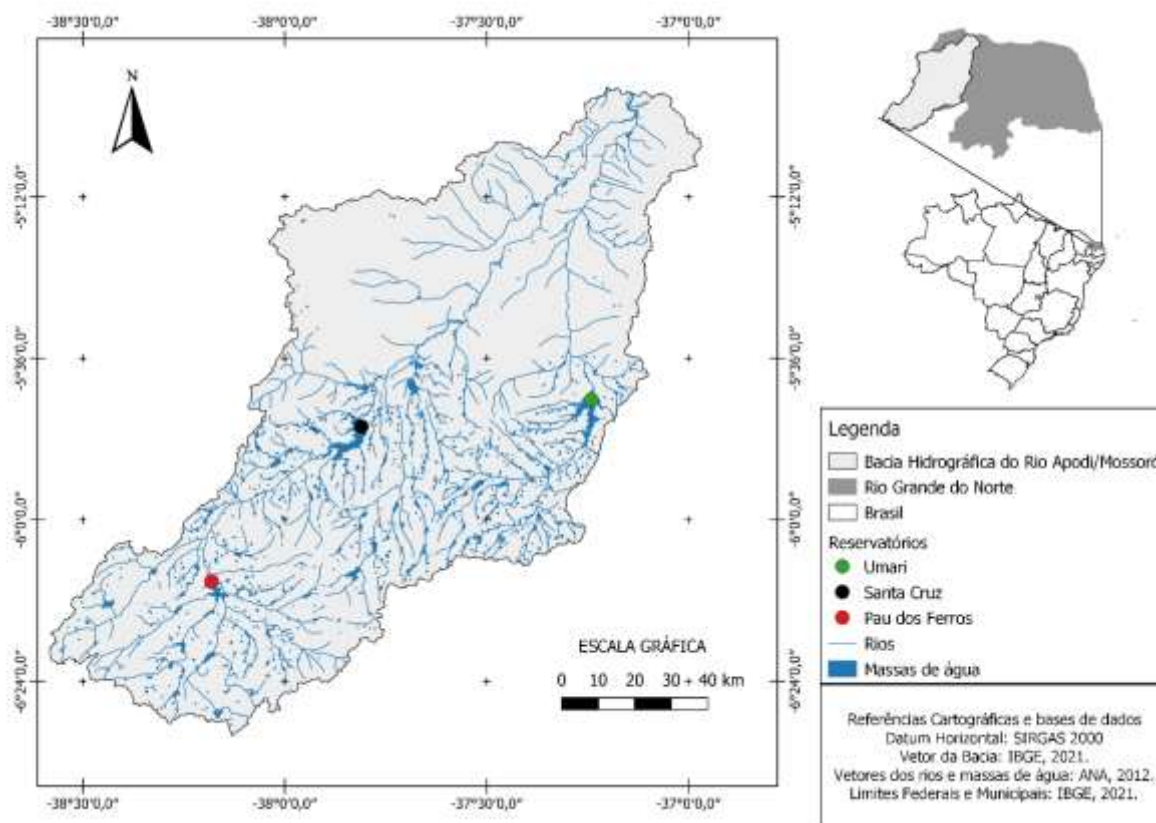 -38°30'0,0"
-38°0'0,0"
-37°30'0,0"
-37°0'0,0"
N
-5°12'0,0"
-5°12'0,0"
-5°36'0,0"
-5°36'0,0"
-6°0'0,0"
-6°0'0,0"
-6°24'0,0"
-6°24'0,0"
ESCALA GRÁFICA
0 10 20 30 40 km
-38°30'0,0"
-38°0'0,0"
-37°30'0,0"
-37°0'0,0"
Legenda
Bacia Hidrográfica do Rio Apodi/Mossoró
Rio Grande do Norte
Brasil
Reservatórios
Umari
Santa Cruz
Pau dos Ferros
Rios
Massas de água
Referências Cartográficas e bases de dados
Datum Horizontal: SIRGAS 2000
Vetor da Bacia: IBGE, 2021.
Vetores dos rios e massas de água: ANA, 2012.
Limites Federais e Municipais: IBGE, 2021.